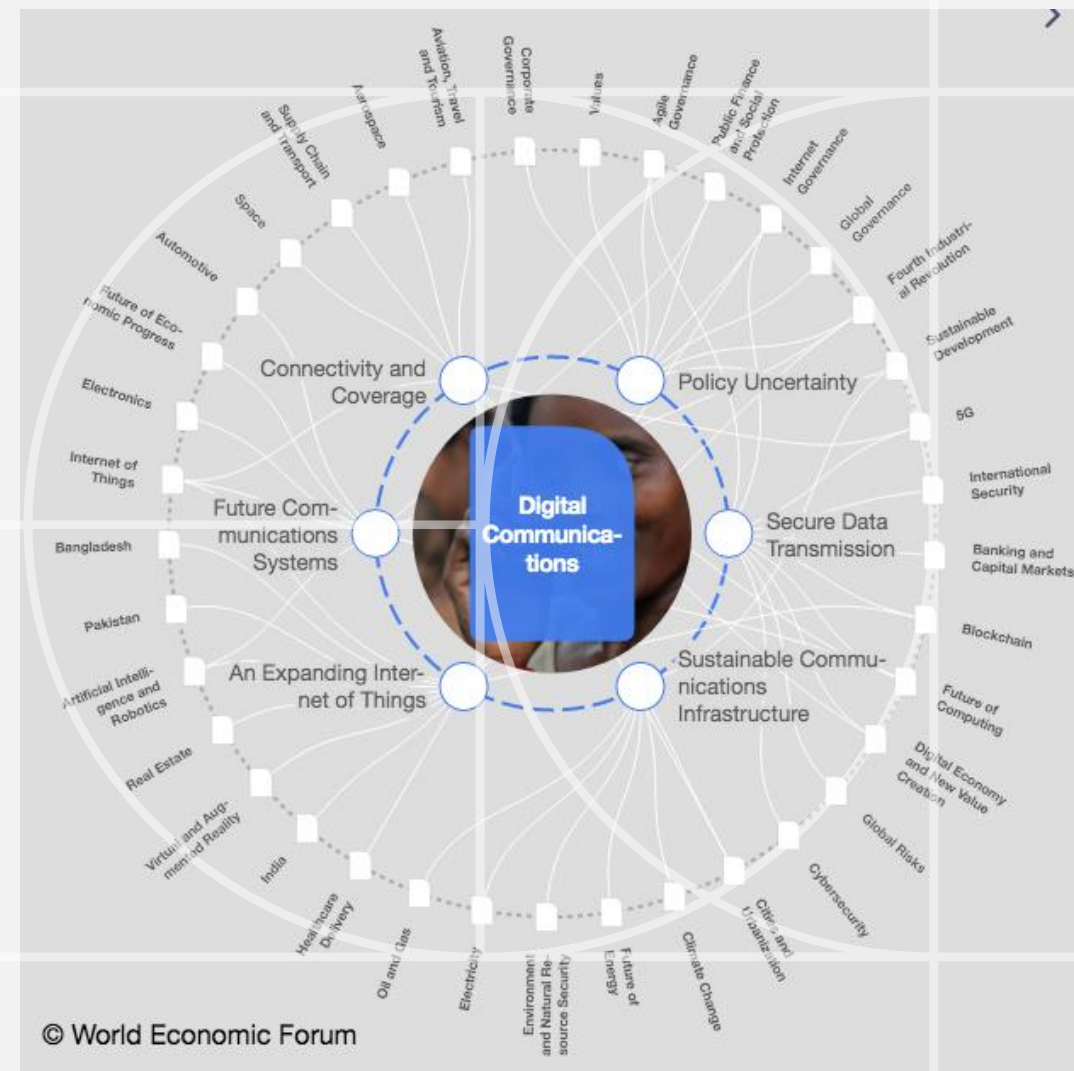 Corporate
Governance
Values
Agile
Governance
Public Finance
and Social
Protection
Internet
Governance
Global
Governance
Fourth Industri-
al Revolution
Sustainable
Development
5G
International
Security
Banking and
Capital Markets
Blockchain
Future of
Computing
Digital Economy
and New Value
Creation
Global Risks
Cybersecurity
Cities and
Urbanization
Climate Change
Future of
Energy
Environment
and Natural Re-
source Security
Electricity
Oil and Gas
Healthcare
Delivery
India
Virtual and Aug-
mented Reality
Real Estate
Artificial Intelli-
gence and
Robotics
Pakistan
Bangladesh
Internet of
Things
Electronics
Future of Eco-
nomic Progress
Automotive
Space
Supply Chain
and Transport
Aerospace
Aviation, Travel
and Tourism
Connectivity and
Coverage
Policy Uncertainty
Future Com-
munications
Systems
Digital
Communica-
tions
Secure Data
Transmission
An Expanding Inter-
net of Things
Sustainable Commu-
nications
Infrastructure
© World Economic Forum